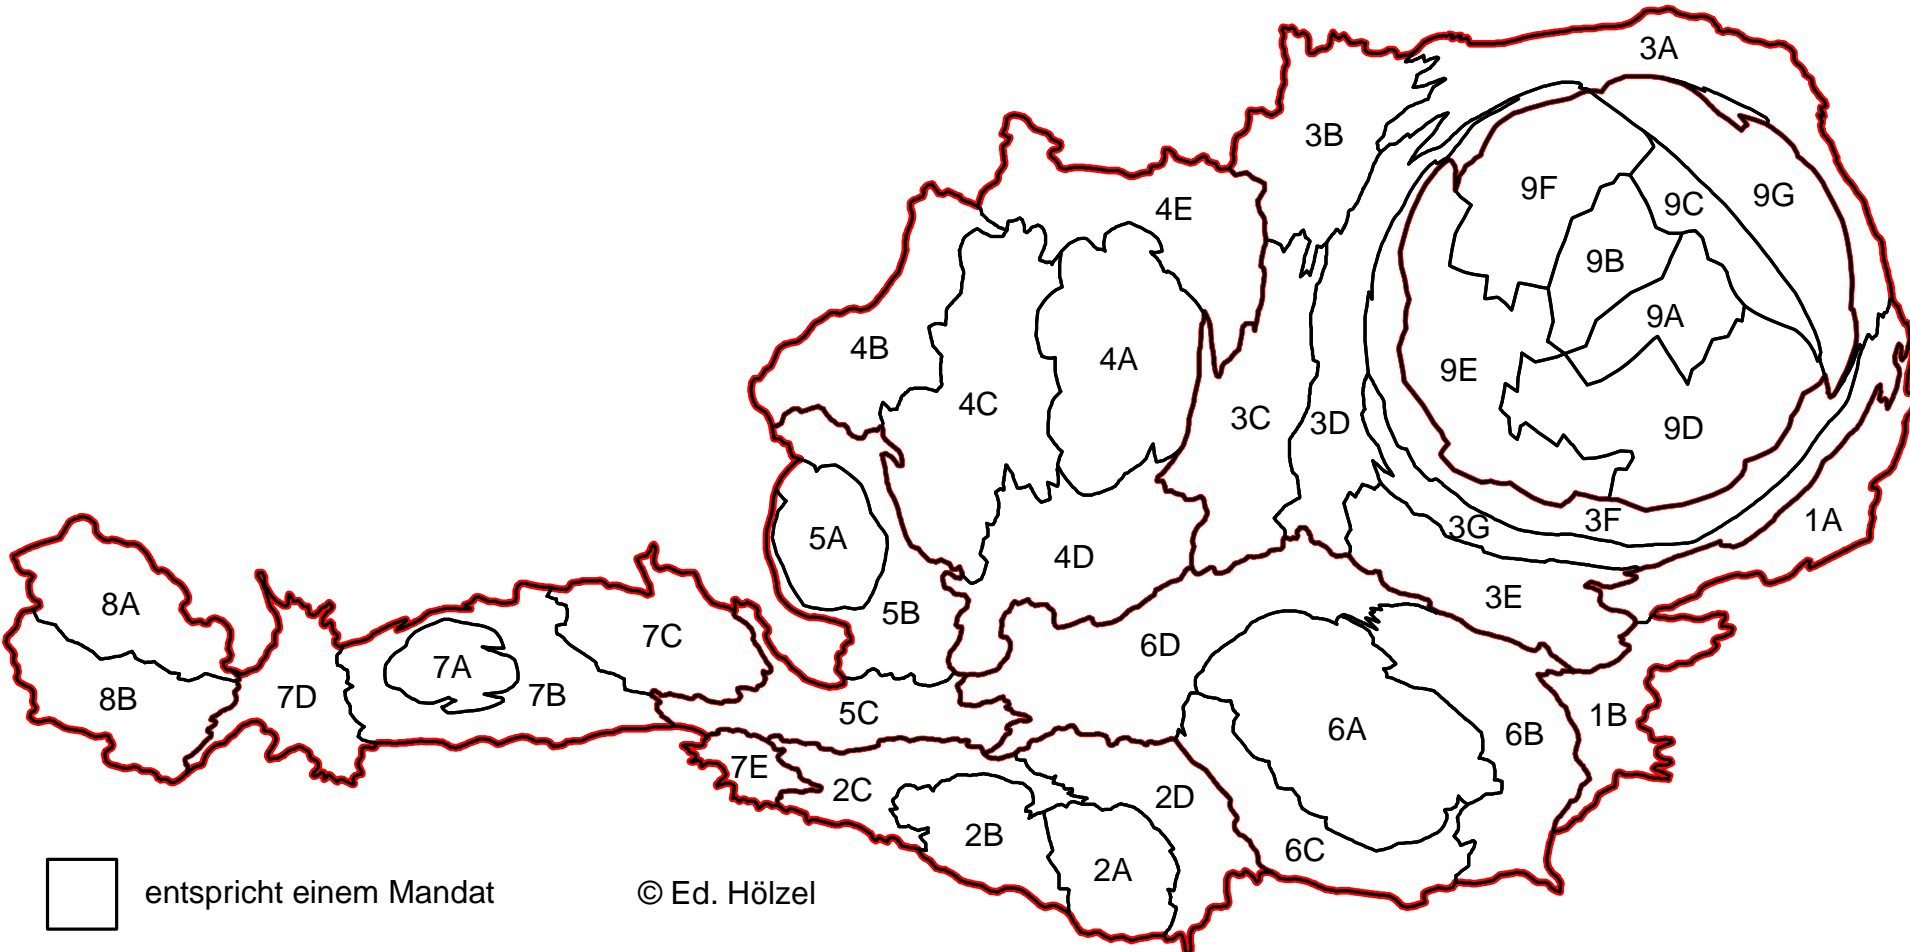 3A
3B
9F
9C
9G
4E
9B
9A
4B
4A
9E
4C
3C
3D
9D
5A
3G
3F
1A
4D
8A
5B
7C
3E
6D
7A
8B
7D
7B
5C
6A
6B
1B
7E
2C
2D
2B
6C
2A
entspricht einem Mandat
© Ed. Hölzel